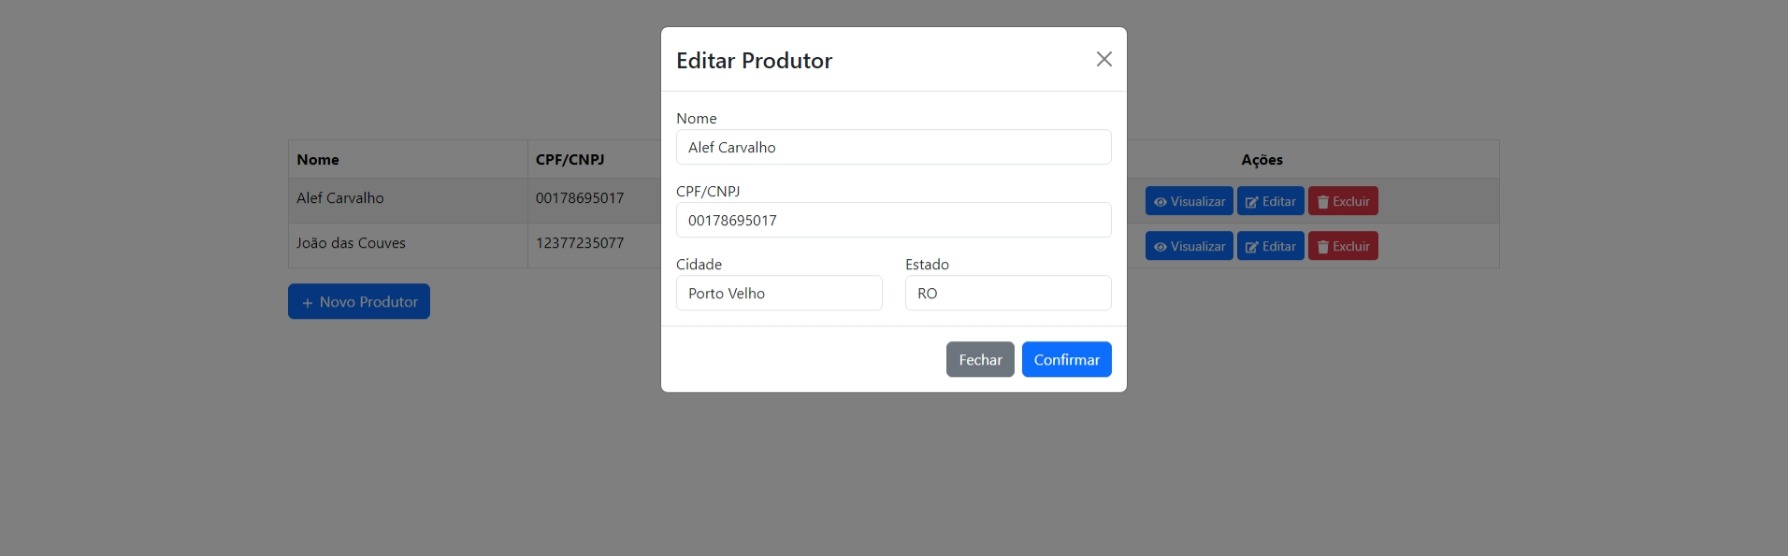 Editar Produtor
Nome
Alef Carvalho
CPF/CNPJ
00178695017
Cidade Estado
Porto Velho RO
Fechar Confirmar
Nome CPF/CNPJ Ações
Alef Carvalho 00178695017 Visualizar Editar Excluir
João das Couves 12377235077 Visualizar Editar Excluir
+ Novo Produtor